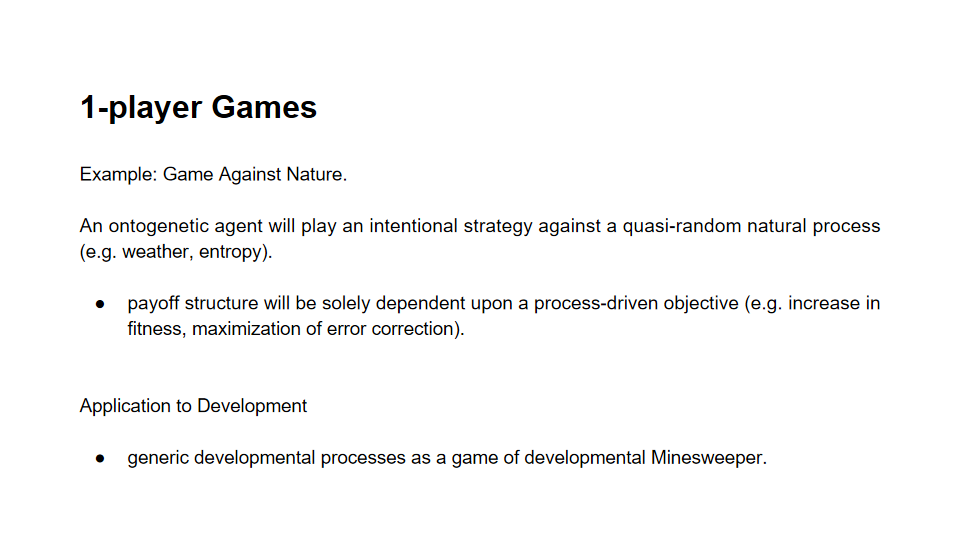 1-player Games
Example: Game Against Nature.
An ontogenetic agent will play an intentional strategy against a quasi-random natural process
(e.g. weather, entropy).
● payoff structure will be solely dependent upon a process-driven objective (e.g. increase in
fitness, maximization of error correction).
Application to Development
● generic developmental processes as a game of developmental Minesweeper.